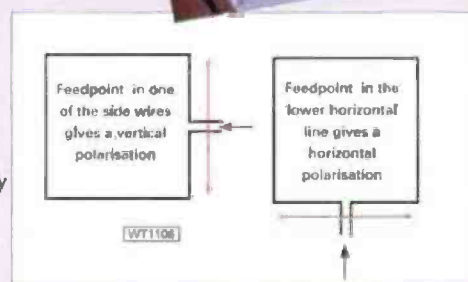 Feedpoint in one
of the side wires
gives a vertical
polarisation
Feedpoint in the
lower horizontal
line gives a
horizontal
polarisation
WT1106
y